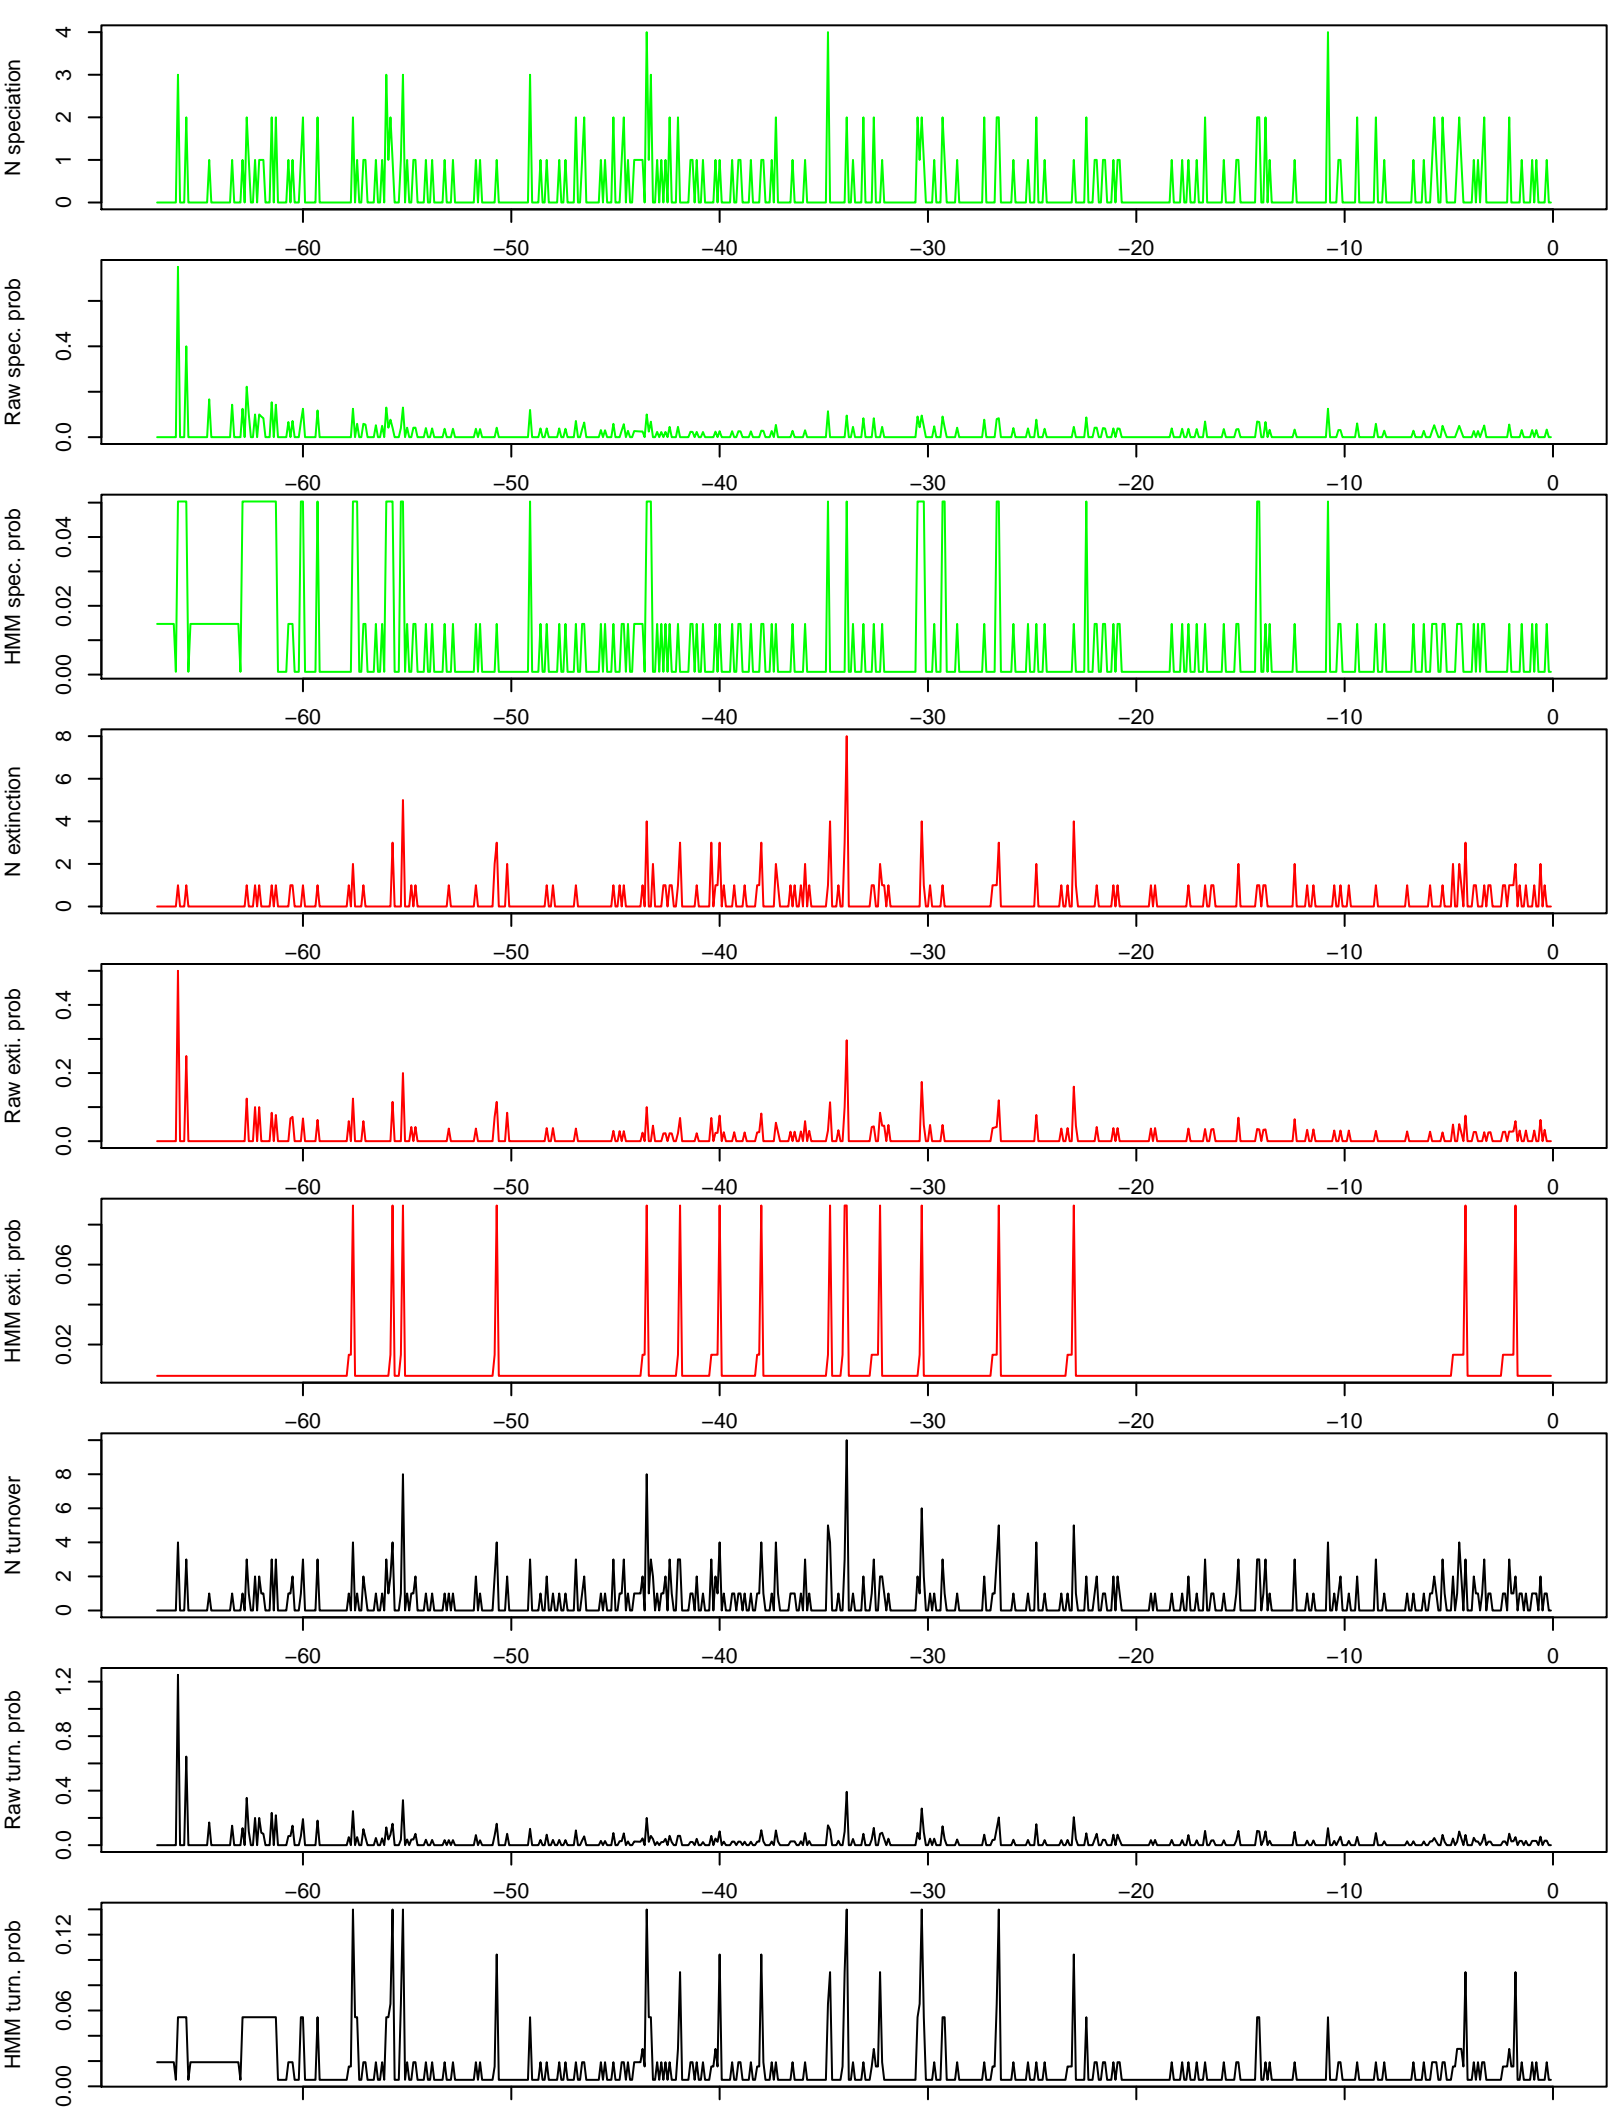 N speciation
4
3
2
1
0
−60 −50 −40 −30 −20 −10 0
Raw spec. prob
0.4
0.0
−60 −50 −40 −30 −20 −10 0
HMM spec. prob
0.04
0.02
0.00
−60 −50 −40 −30 −20 −10 0
N extinction
8
6
4
2
0
−60 −50 −40 −30 −20 −10 0
Raw exti. prob
0.4
0.2
0.0
−60 −50 −40 −30 −20 −10 0
HMM exti. prob
0.06
0.02
−60 −50 −40 −30 −20 −10 0
N turnover
8
6
4
2
0
−60 −50 −40 −30 −20 −10 0
Raw turn. prob
1.2
0.8
0.4
0.0
−60 −50 −40 −30 −20 −10 0
HMM turn. prob
0.12
0.06
0.00